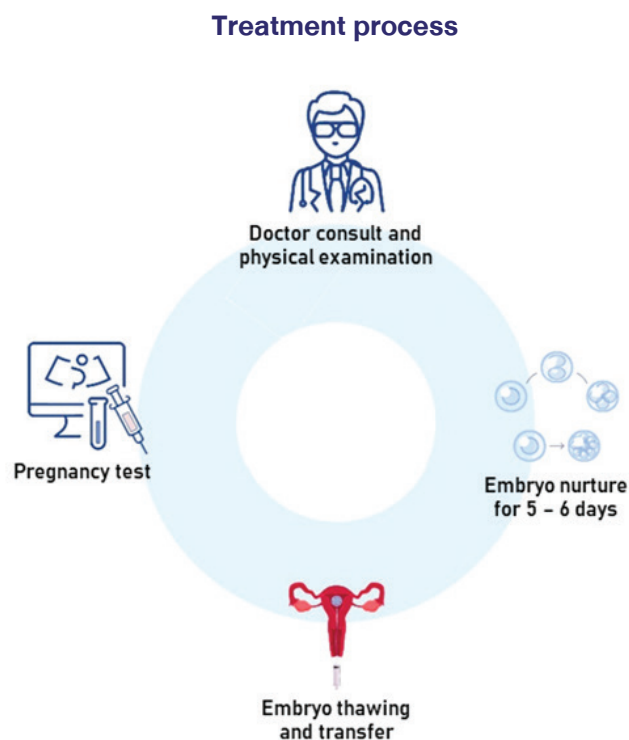 Treatment process
Doctor consult and
physical examination
Pregnancy test
Embryo nurture
for 5 – 6 days
Embryo thawing
and transfer